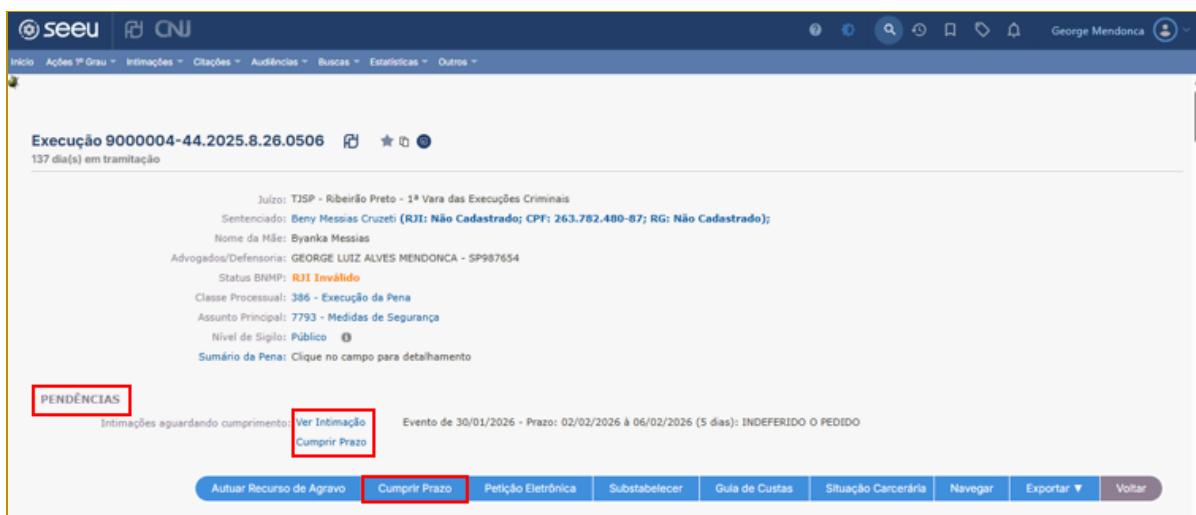 seeu CNJ George Mendonca
Início Ações 1º Grau Intimações Citações Audiências Buscas Estatísticas Outros
Execução 9000004-44.2025.8.26.0506
137 dia(s) em tramitação
Juízo: TJSP - Ribeirão Preto - 1ª Vara das Execuções Criminais
Sentenciado: Beny Messias Cruzeti (RJI: Não Cadastrado; CPF: 263.782.480-87; RG: Não Cadastrado);
Nome da Mãe: Byanka Messias
Advogados/Defensoria: GEORGE LUIZ ALVES MENDONCA - SP987654
Status BNMP: RJI Inválido
Classe Processual: 386 - Execução da Pena
Assunto Principal: 7793 - Medidas de Segurança
Nível de Sigilo: Público
Sumário da Pena: Clique no campo para detalhamento
PENDÊNCIAS
Intimações aguardando cumprimento: Ver Intimação Evento de 30/01/2026 - Prazo: 02/02/2026 à 06/02/2026 (5 dias): INDEFERIDO O PEDIDO
Cumprir Prazo
Autuar Recurso de Agravo Cumprir Prazo Petição Eletrônica Substabelecer Guia de Custas Situação Carcerária Navegar Exportar ▼ Voltar